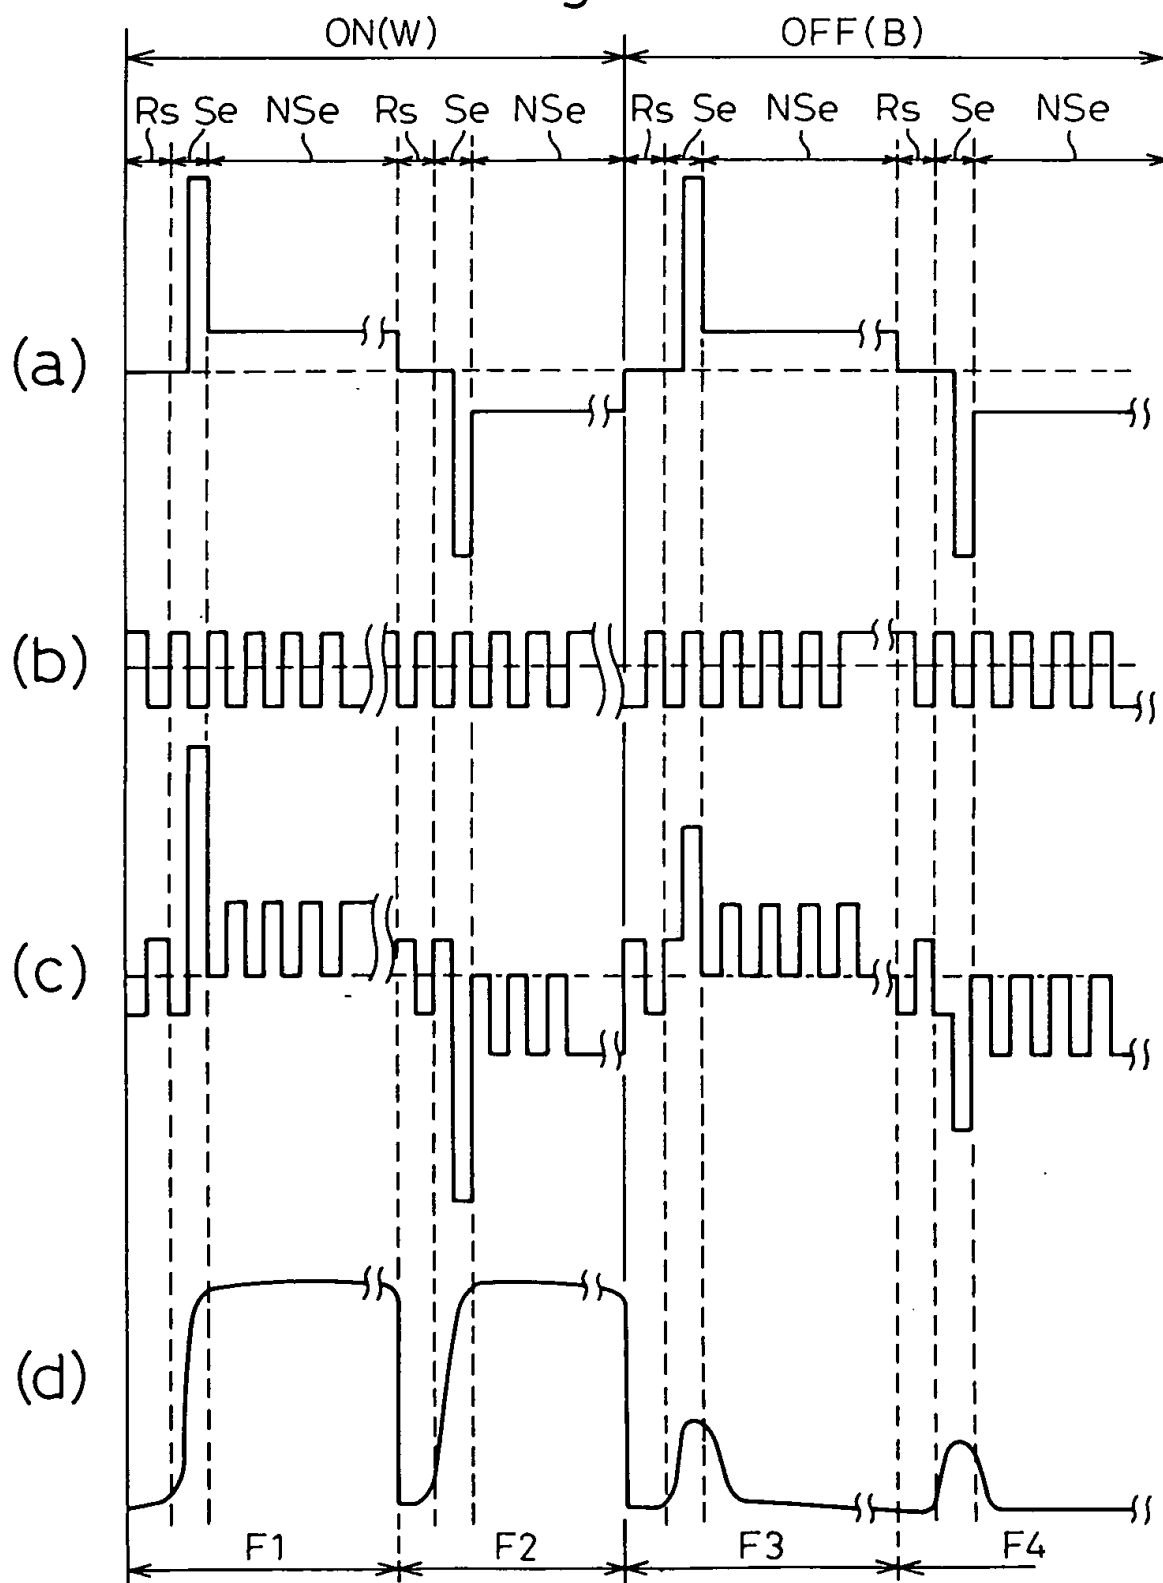 ON(W) OFF(B)
Rs Se NSe Rs Se NSe Rs Se NSe Rs Se NSe
(a)
(b)
(c)
(d)
F1 F2 F3 F4